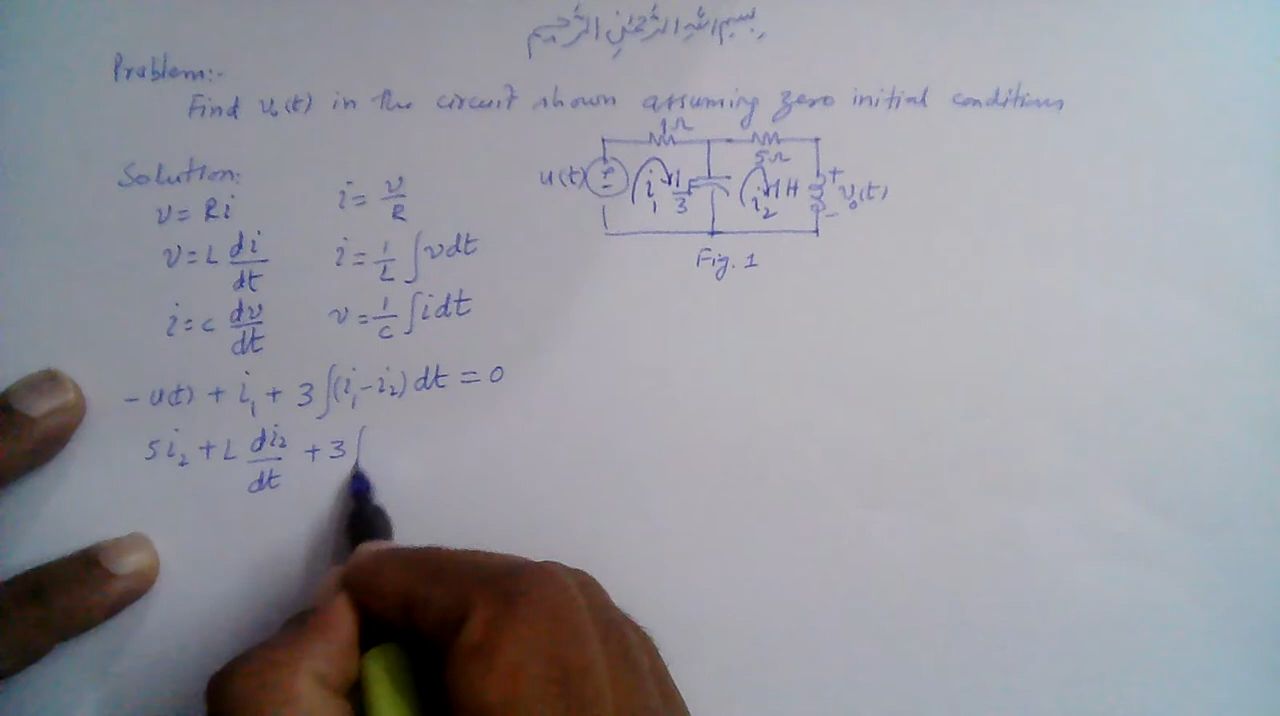 بسم الله الرحمن الرحيم
Problem:-
Find v₀(t) in the circuit shown assuming zero initial conditions
1Ω
5Ω
u(t) + - i₁ 1/3 i₂ 1H + - v₀(t)
Fig. 1
Solution:
v = Ri i = v/R
v = L di/dt i = 1/L ∫vdt
i = c dv/dt v = 1/c ∫idt
- u(t) + i₁ + 3∫(i₁-i₂)dt = 0
5i₂ + L di₂/dt + 3∫